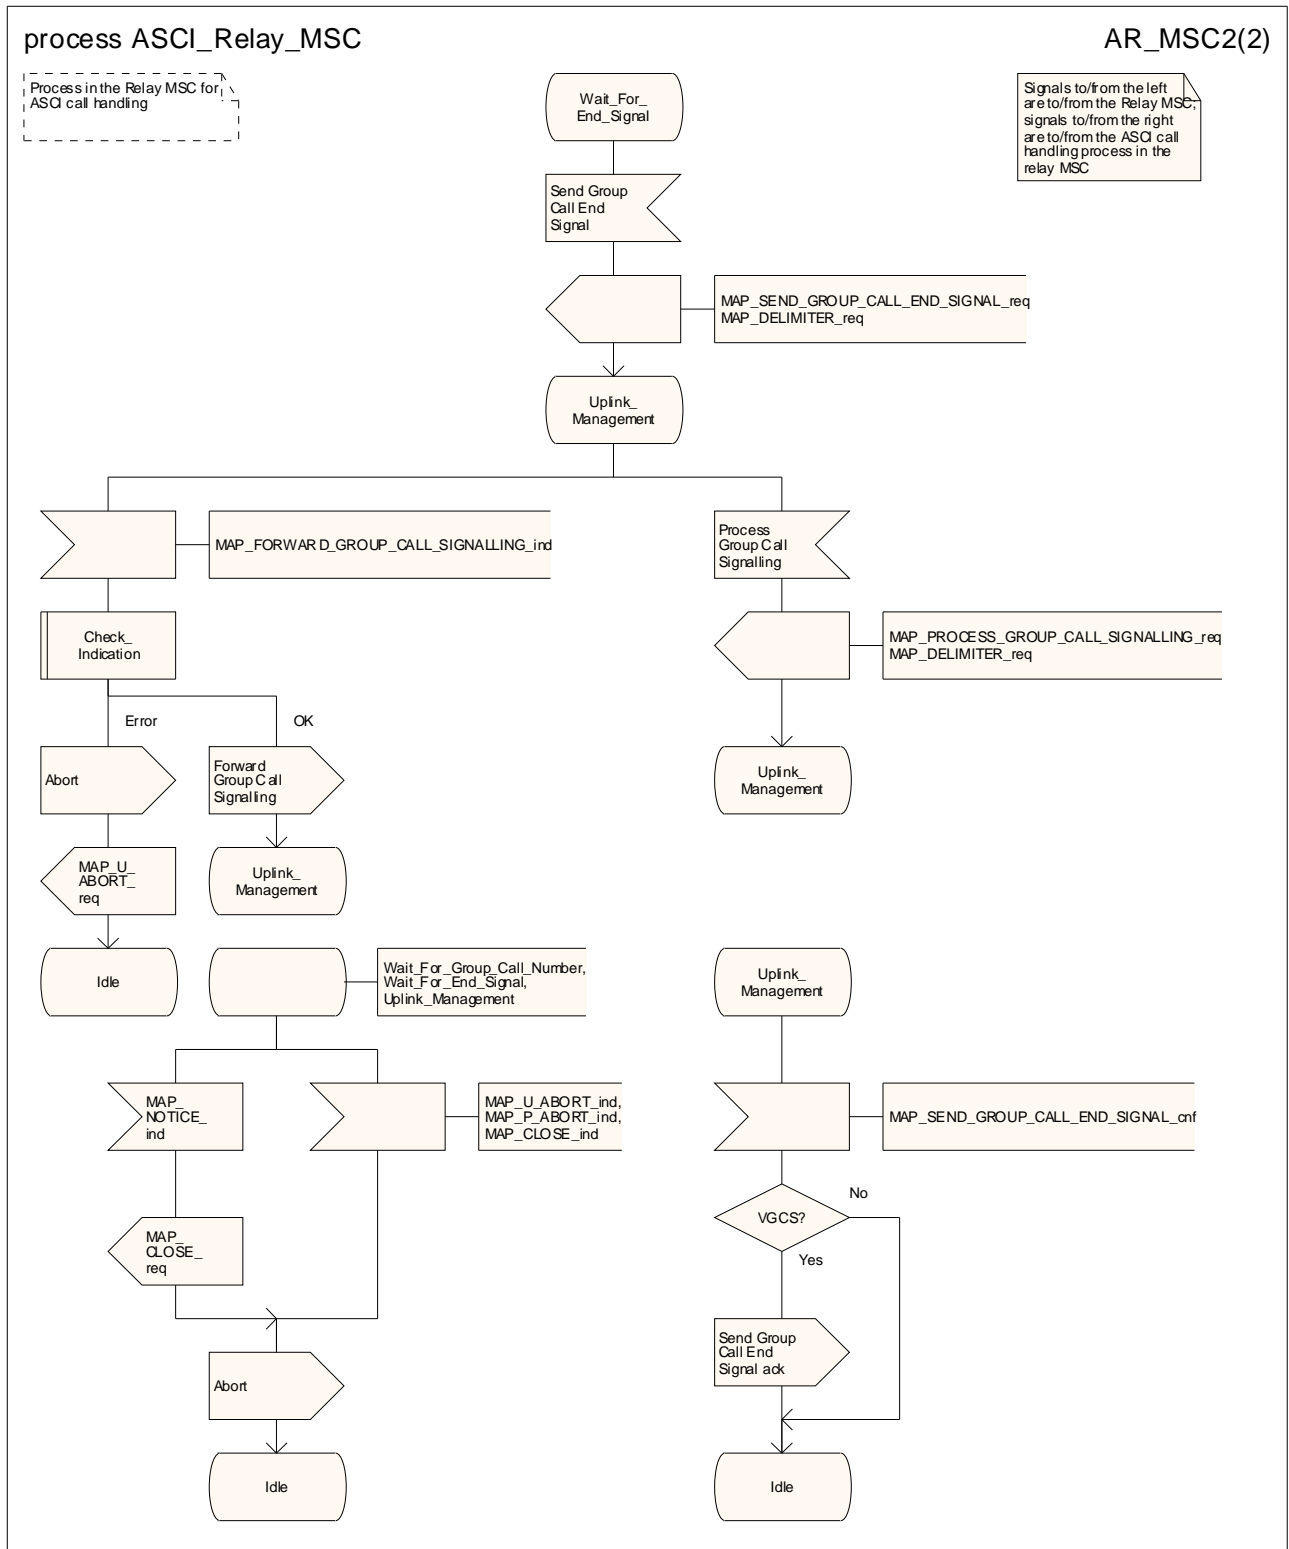 process ASCI_Relay_MSC
AR_MSC2(2)
Process in the Relay MSC for
ASCI call handling
Wait_For_
End_Signal
Signals to/from the left
are to/from the Relay MSC;
signals to/from the right
are to/from the ASCI call
handling process in the
relay MSC
Send Group
Call End
Signal
MAP_SEND_GROUP_CALL_END_SIGNAL_req
MAP_DELIMITER_req
Uplink_
Management
MAP_FORWARD_GROUP_CALL_SIGNALLING_ind
Process
Group Call
Signalling
Check_
Indication
MAP_PROCESS_GROUP_CALL_SIGNALLING_req
MAP_DELIMITER_req
Error
OK
Abort
Forward
Group Call
Signalling
Uplink_
Management
MAP_U_
ABORT_
req
Uplink_
Management
Idle
Wait_For_Group_Call_Number,
Wait_For_End_Signal,
Uplink_Management
Uplink_
Management
MAP_
NOTICE_
ind
MAP_U_ABORT_ind,
MAP_P_ABORT_ind,
MAP_CLOSE_ind
MAP_SEND_GROUP_CALL_END_SIGNAL_cnf
No
VGCS?
Yes
MAP_
CLOSE_
req
Send Group
Call End
Signal ack
Abort
Idle
Idle